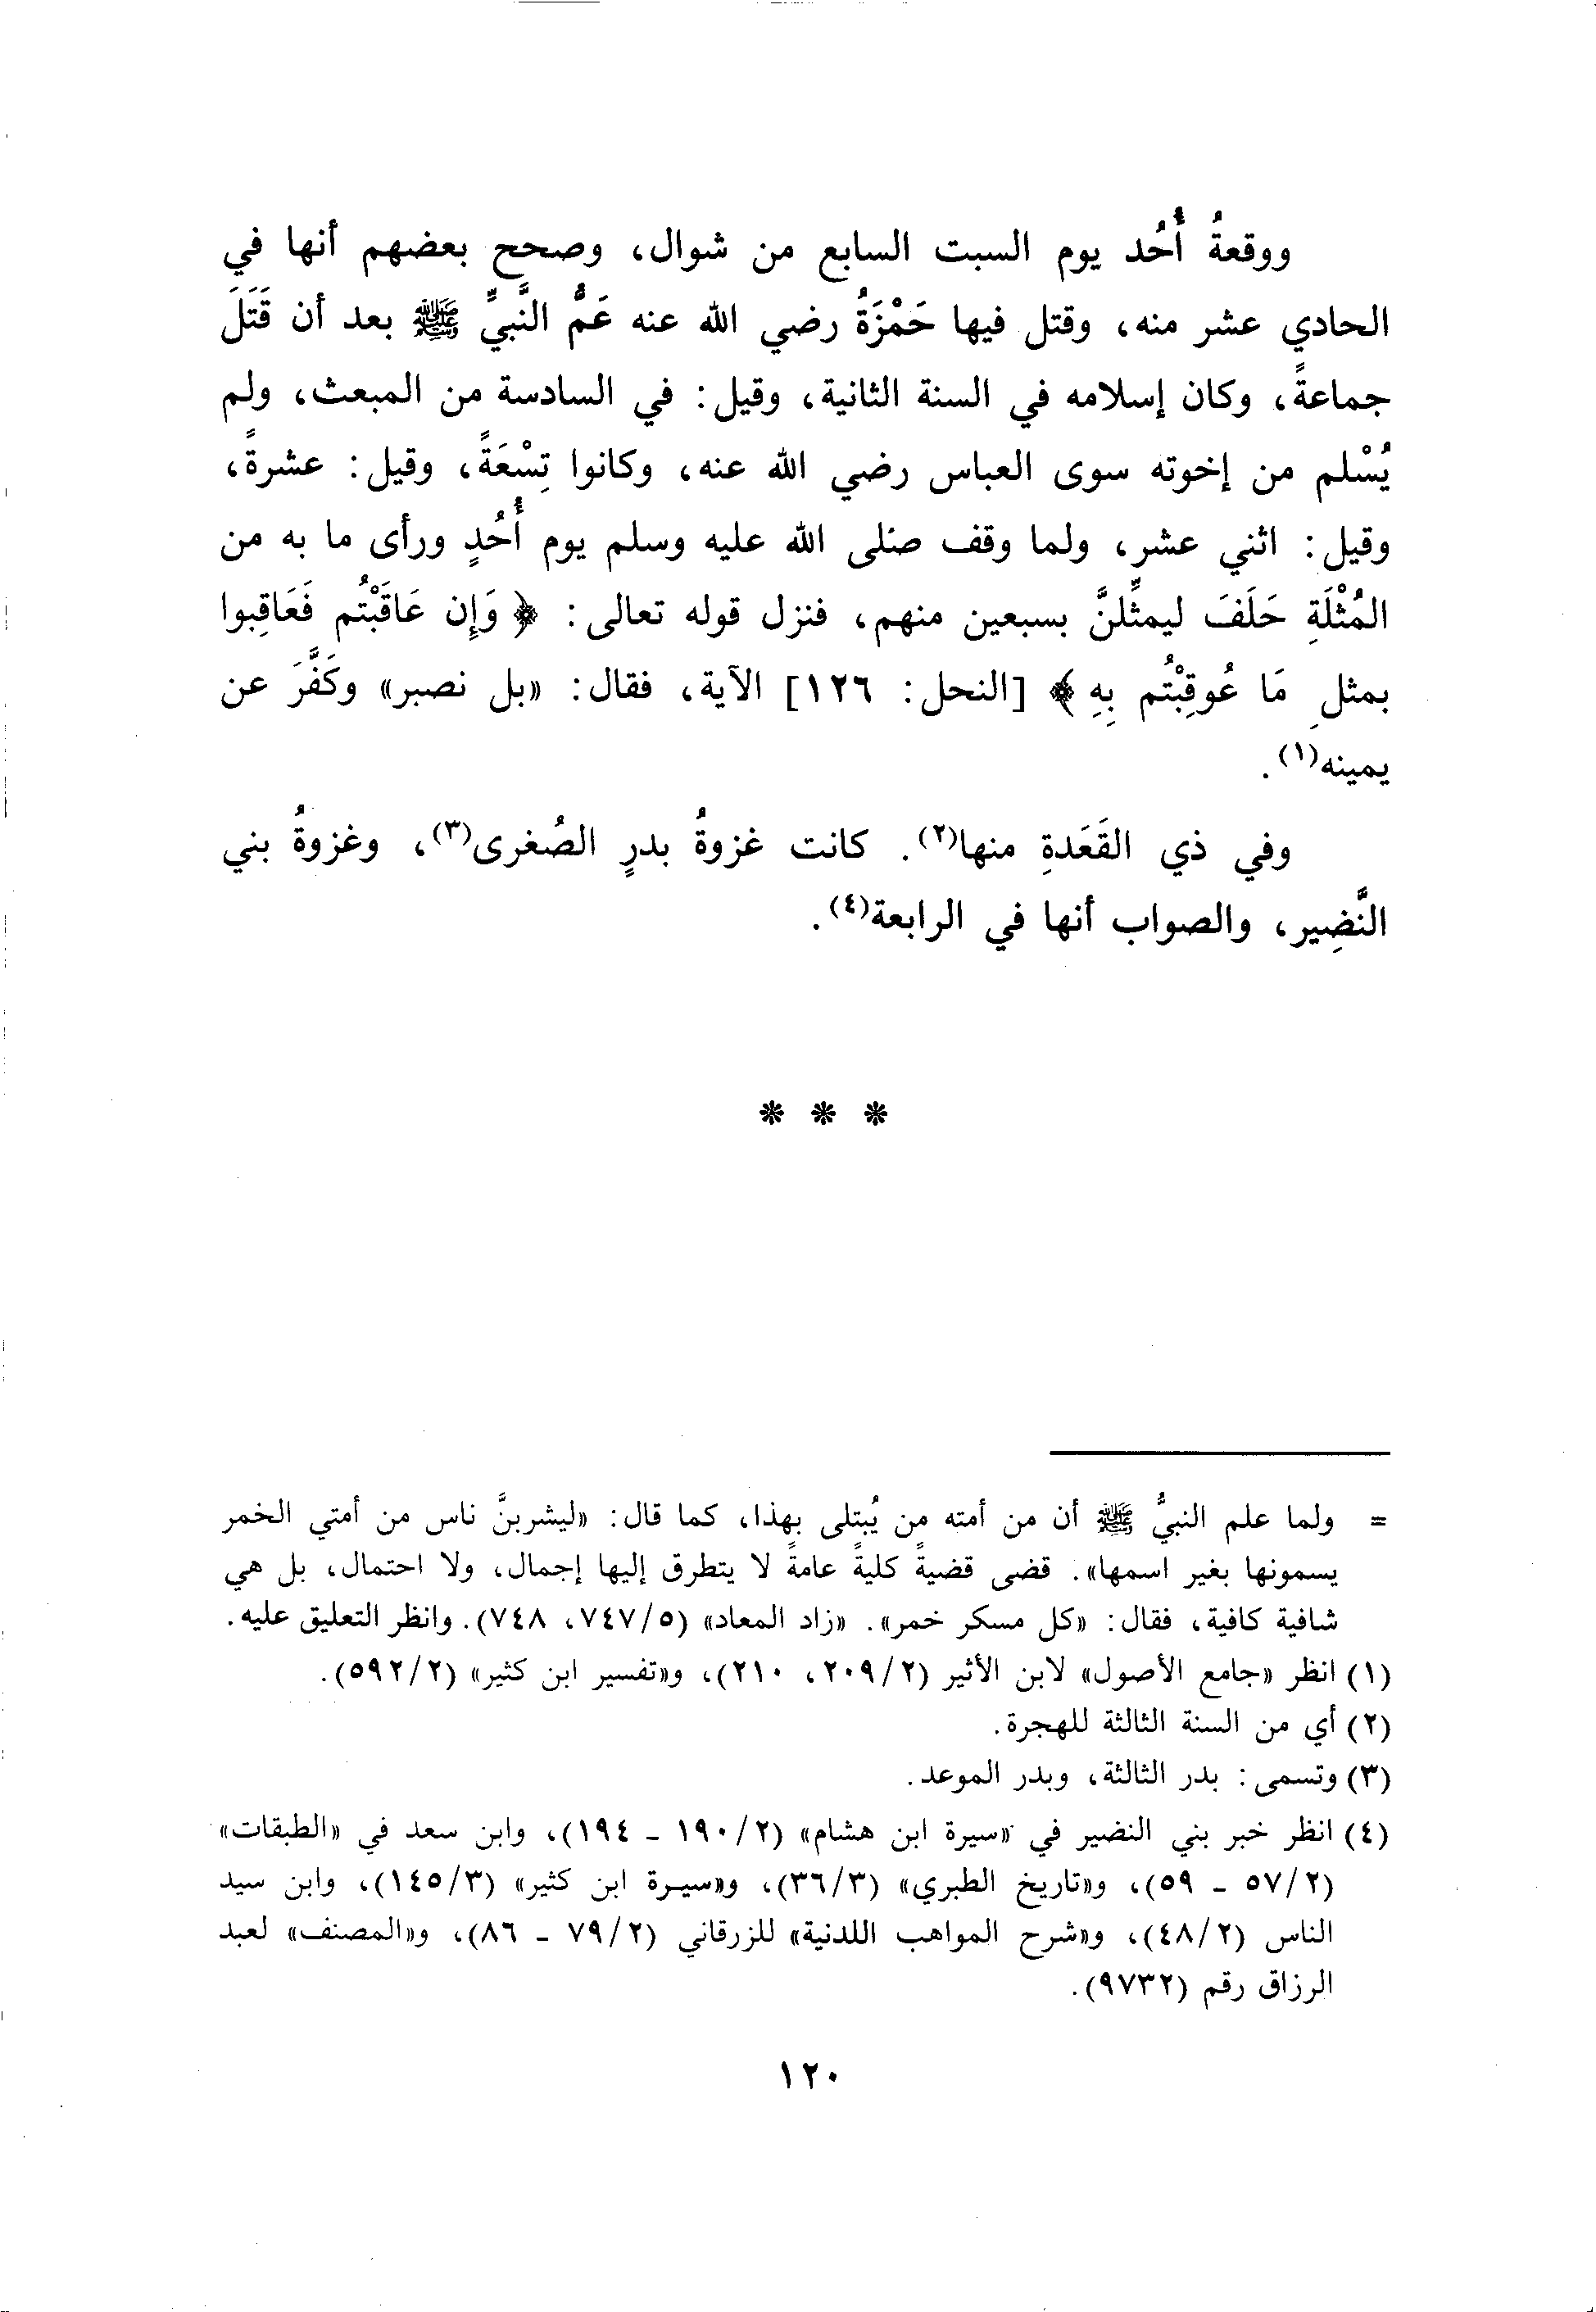 ووقعةُ أُحُد يوم السبت السابع من شوال، وصحح بعضهم أنها في
الحادي عشر منه، وقتل فيها حَمْزَةُ رضي الله عنه عَمُّ النَّبيِّ ﷺ بعد أن قَتَلَ
جماعةً، وكان إسلامه في السنة الثانية، وقيل: في السادسة من المبعث، ولم
يُسْلم من إخوته سوى العباس رضي الله عنه، وكانوا تِسْعَةً، وقيل: عشرةً،
وقيل: اثني عشر، ولما وقف صلى الله عليه وسلم يوم أُحُدٍ ورأى ما به من
المُثْلَةِ حَلَفَ ليمثِّلنَّ بسبعين منهم، فنزل قوله تعالى: ﴿ وَإِن عَاقَبْتُم فَعَاقِبوا
بمثلِ مَا عُوقِبْتُم بِهِ ﴾ [النحل: ١٢٦] الآية، فقال: «بل نصبر» وكَفَّرَ عن
يمينه(١).
وفي ذي القَعَدةِ منها(٢). كانت غزوةُ بدرٍ الصُغرى(٣)، وغزوةُ بني
النَّضِير، والصواب أنها في الرابعة(٤).
* * *
= ولما علم النبيُّ ﷺ أن من أمته من يُبتلى بهذا، كما قال: «ليشربنَّ ناس من أمتي الخمر
يسمونها بغير اسمها». قضى قضيةً كليةً عامةً لا يتطرق إليها إجمال، ولا احتمال، بل هي
شافية كافية، فقال: «كل مسكر خمر». «زاد المعاد» (٥/٧٤٧، ٧٤٨). وانظر التعليق عليه.
(١) انظر «جامع الأصول» لابن الأثير (٢/٢٠٩، ٢١٠)، و«تفسير ابن كثير» (٢/٥٩٢).
(٢) أي من السنة الثالثة للهجرة.
(٣) وتسمى: بدر الثالثة، وبدر الموعد.
(٤) انظر خبر بني النضير في «سيرة ابن هشام» (٢/١٩٠ - ١٩٤)، وابن سعد في «الطبقات»
(٢/٥٧ - ٥٩)، و«تاريخ الطبري» (٣/٣٦)، و«سيرة ابن كثير» (٣/١٤٥)، وابن سيد
الناس (٢/٤٨)، و«شرح المواهب اللدنية» للزرقاني (٢/٧٩ - ٨٦)، و«المصنف» لعبد
الرزاق رقم (٩٧٣٢).
١٢٠